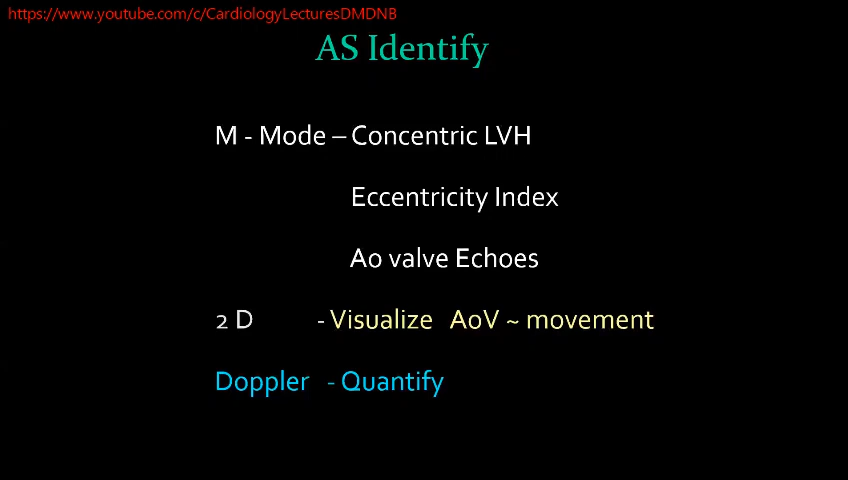 https://www.youtube.com/c/CardiologyLecturesDMDNB
AS Identify
M - Mode – Concentric LVH
Eccentricity Index
Ao valve Echoes
2 D - Visualize AoV ~ movement
Doppler - Quantify